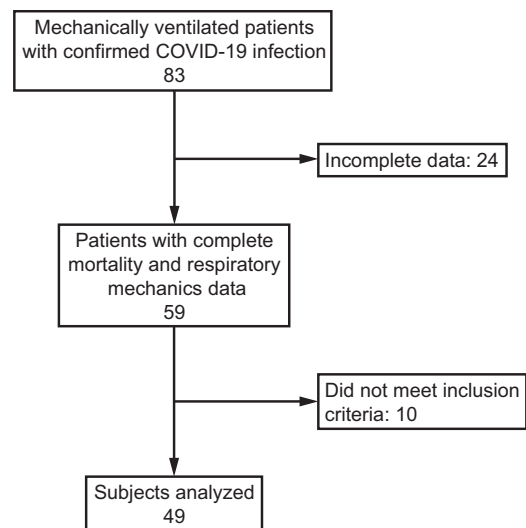 Mechanically ventilated patients
with confirmed COVID-19 infection
83
Incomplete data: 24
Patients with complete
mortality and respiratory
mechanics data
59
Did not meet inclusion
criteria: 10
Subjects analyzed
49